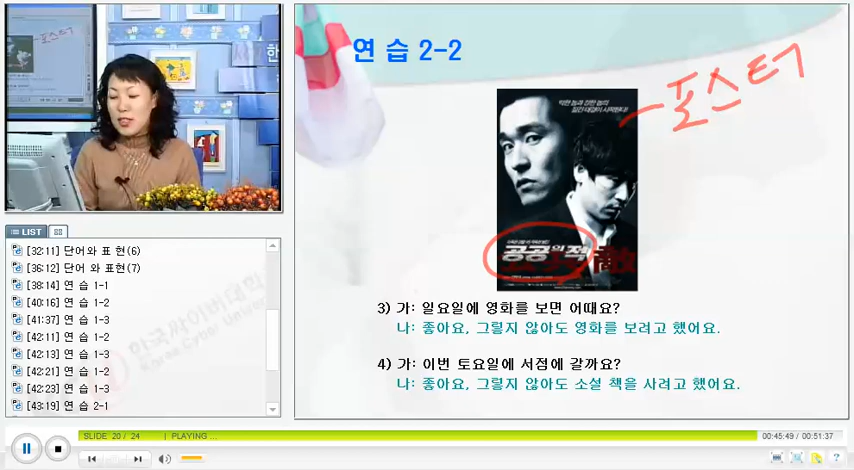 연 습 2-2
포스터
공공의 적
3) 가: 일요일에 영화를 보면 어때요?
나: 좋아요, 그렇지 않아도 영화를 보려고 했어요.
4) 가: 이번 토요일에 서점에 갈까요?
나: 좋아요, 그렇지 않아도 소설 책을 사려고 했어요.
LIST
[32:11] 단어와 표 현(6)
[36:12] 단어 와 표현(7)
[38:14] 연 습 1-1
[40:16] 연 습 1-2
[41:37] 연 습 1-3
[42:11] 연 습 1-2
[42:13] 연 습 1-3
[42:21] 연 습 1-2
[42:23] 연 습 1-3
[43:19] 연 습 2-1
SLIDE 20 / 24 | PLAYING ...
00:45:49 / 00:51:37